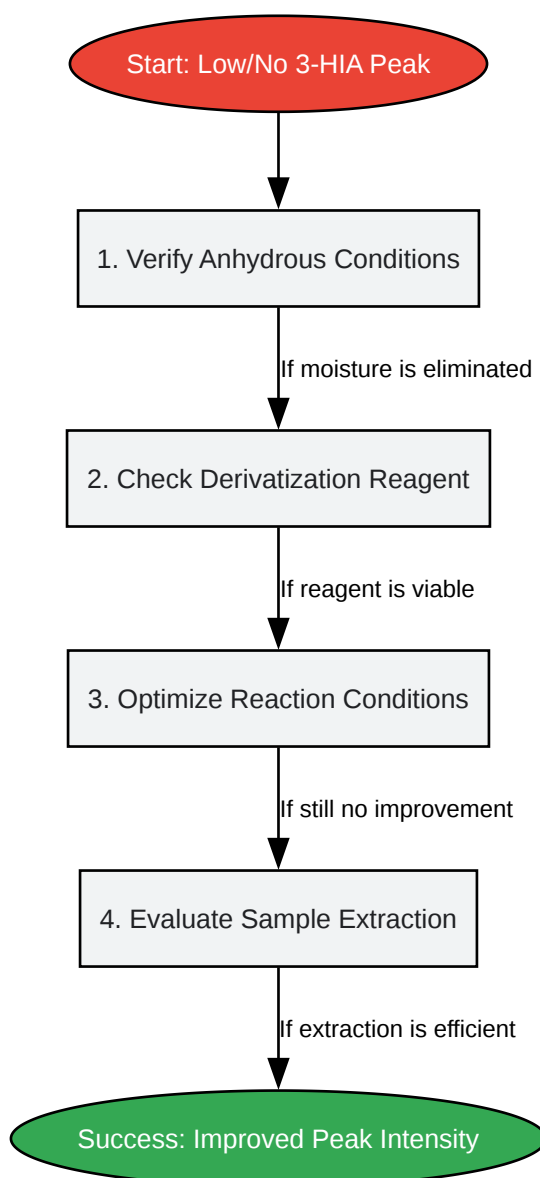 Start: Low/No 3-HIA Peak
1. Verify Anhydrous Conditions
If moisture is eliminated
2. Check Derivatization Reagent
If reagent is viable
3. Optimize Reaction Conditions
If still no improvement
4. Evaluate Sample Extraction
If extraction is efficient
Success: Improved Peak Intensity